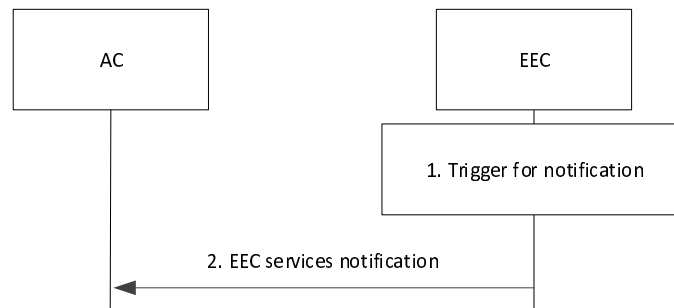 AC
EEC
1. Trigger for notification
2. EEC services notification